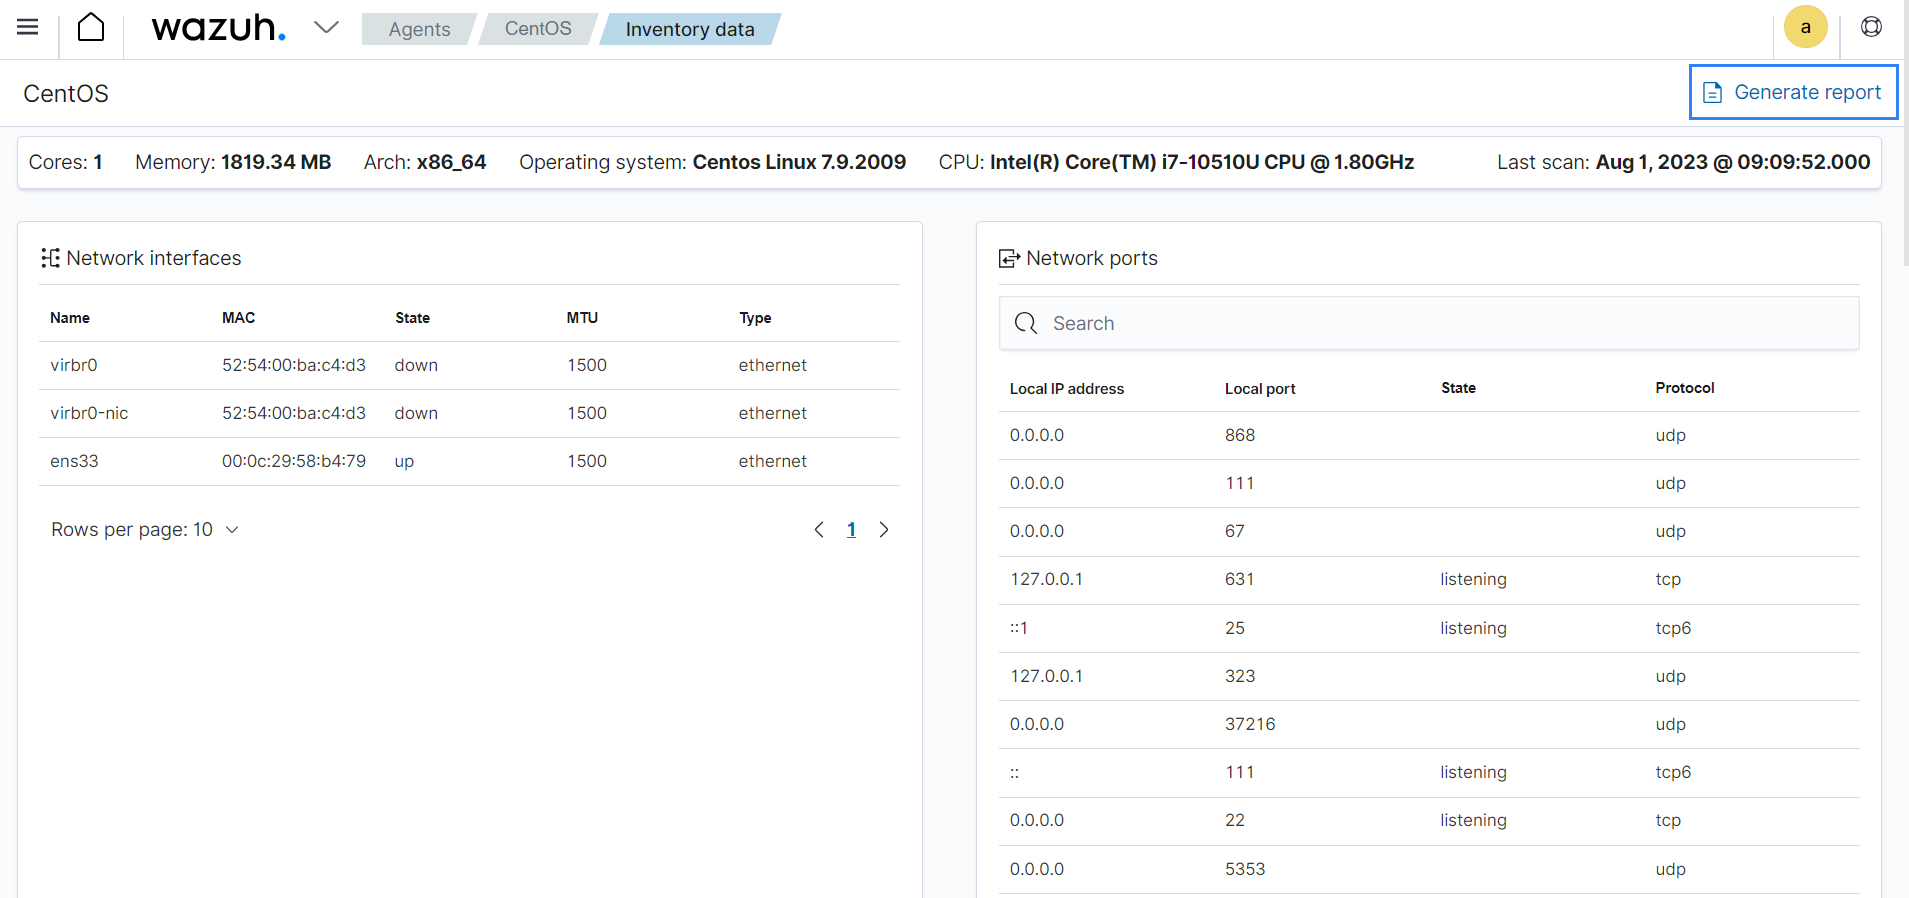 wazuh.
Agents
CentOS
Inventory data
a
CentOS
Generate report
Cores: 1 Memory: 1819.34 MB Arch: x86_64 Operating system: Centos Linux 7.9.2009 CPU: Intel(R) Core(TM) i7-10510U CPU @ 1.80GHz Last scan: Aug 1, 2023 @ 09:09:52.000
Network interfaces
Name MAC State MTU Type
virbr0 52:54:00:ba:c4:d3 down 1500 ethernet
virbr0-nic 52:54:00:ba:c4:d3 down 1500 ethernet
ens33 00:0c:29:58:b4:79 up 1500 ethernet
Rows per page: 10
1
Network ports
Search
Local IP address Local port State Protocol
0.0.0.0 868 udp
0.0.0.0 111 udp
0.0.0.0 67 udp
127.0.0.1 631 listening tcp
::1 25 listening tcp6
127.0.0.1 323 udp
0.0.0.0 37216 udp
:: 111 listening tcp6
0.0.0.0 22 listening tcp
0.0.0.0 5353 udp